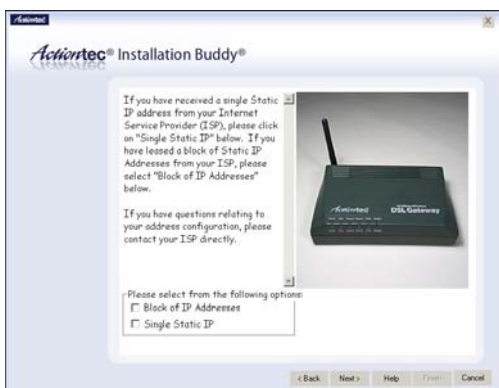 Actiontec
X
Actiontec® Installation Buddy®
If you have received a single Static
IP address from your Internet
Service Provider (ISP), please click
on "Single Static IP" below. If you
have leased a block of Static IP
Addresses from your ISP, please
select "Block of IP Addresses"
below.
If you have questions relating to
your address configuration, please
contact your ISP directly.
Actiontec
DSL Gateway
Please select from the following options:
Block of IP Addresses
Single Static IP
< Back
Next >
Help
Finish
Cancel